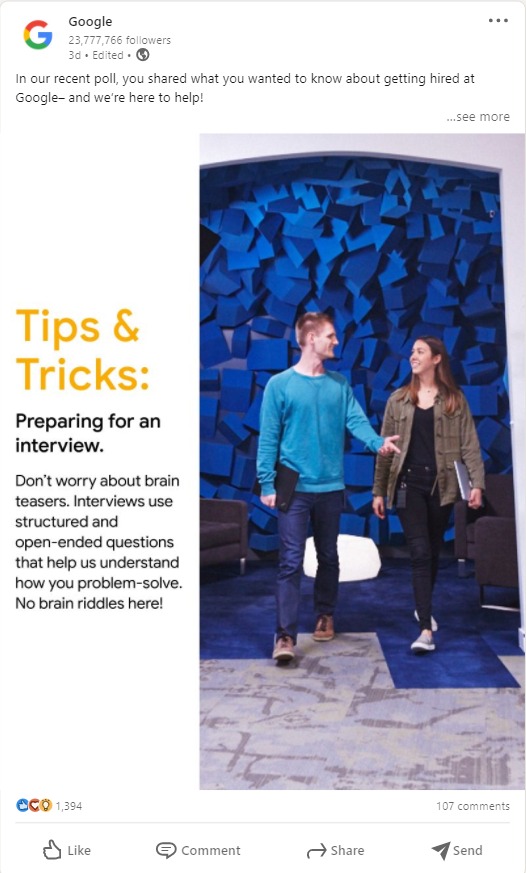 Google
23,777,766 followers
3d • Edited •
In our recent poll, you shared what you wanted to know about getting hired at
Google– and we're here to help!
...see more
Tips &
Tricks:
Preparing for an
interview.
Don't worry about brain
teasers. Interviews use
structured and
open-ended questions
that help us understand
how you problem-solve.
No brain riddles here!
1,394
107 comments
Like
Comment
Share
Send